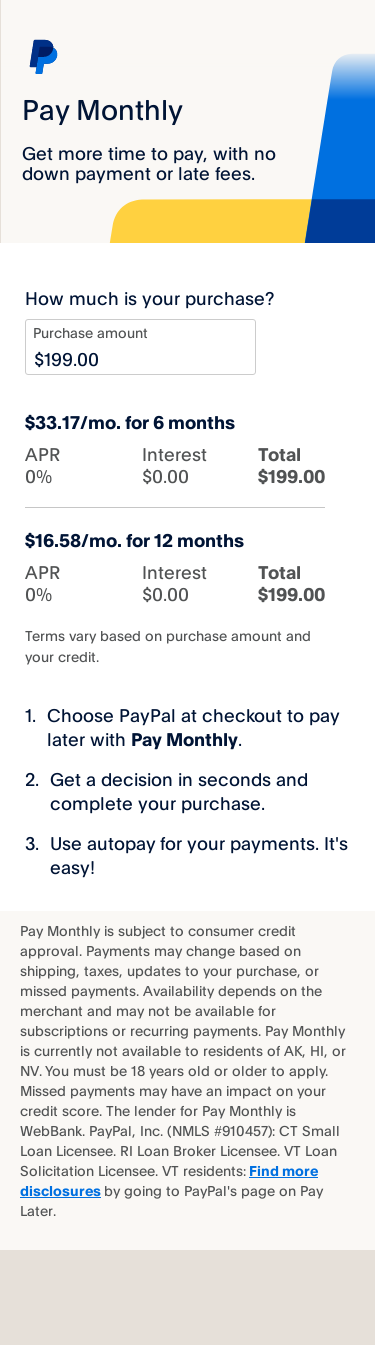 Pay Monthly
Get more time to pay, with no
down payment or late fees.
How much is your purchase?
Purchase amount
$199.00
$33.17/mo. for 6 months
APR Interest Total
0% $0.00 $199.00
$16.58/mo. for 12 months
APR Interest Total
0% $0.00 $199.00
Terms vary based on purchase amount and
your credit.
1. Choose PayPal at checkout to pay
later with Pay Monthly.
2. Get a decision in seconds and
complete your purchase.
3. Use autopay for your payments. It's
easy!
Pay Monthly is subject to consumer credit
approval. Payments may change based on
shipping, taxes, updates to your purchase, or
missed payments. Availability depends on the
merchant and may not be available for
subscriptions or recurring payments. Pay Monthly
is currently not available to residents of AK, HI, or
NV. You must be 18 years old or older to apply.
Missed payments may have an impact on your
credit score. The lender for Pay Monthly is
WebBank. PayPal, Inc. (NMLS #910457): CT Small
Loan Licensee. RI Loan Broker Licensee. VT Loan
Solicitation Licensee. VT residents: Find more
disclosures by going to PayPal's page on Pay
Later.